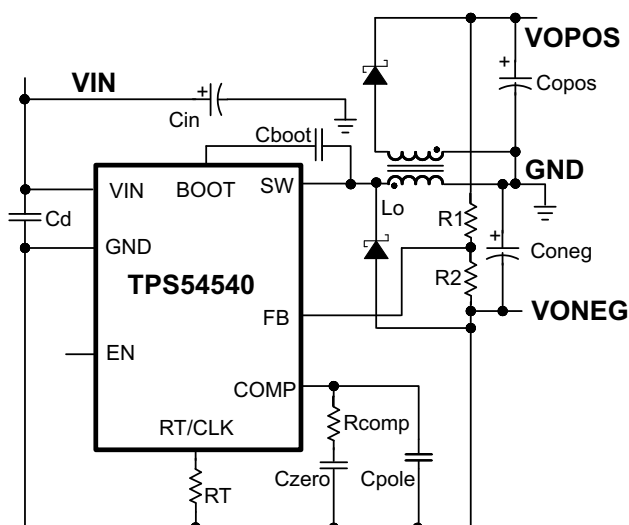 VOPOS
VIN
+
+
Copos
Cin
Cboot
GND
VIN
BOOT
SW
Cd
Lo
R1
+
GND
Coneg
TPS54540
R2
FB
VONEG
EN
COMP
RT/CLK
Rcomp
Czero
Cpole
RT